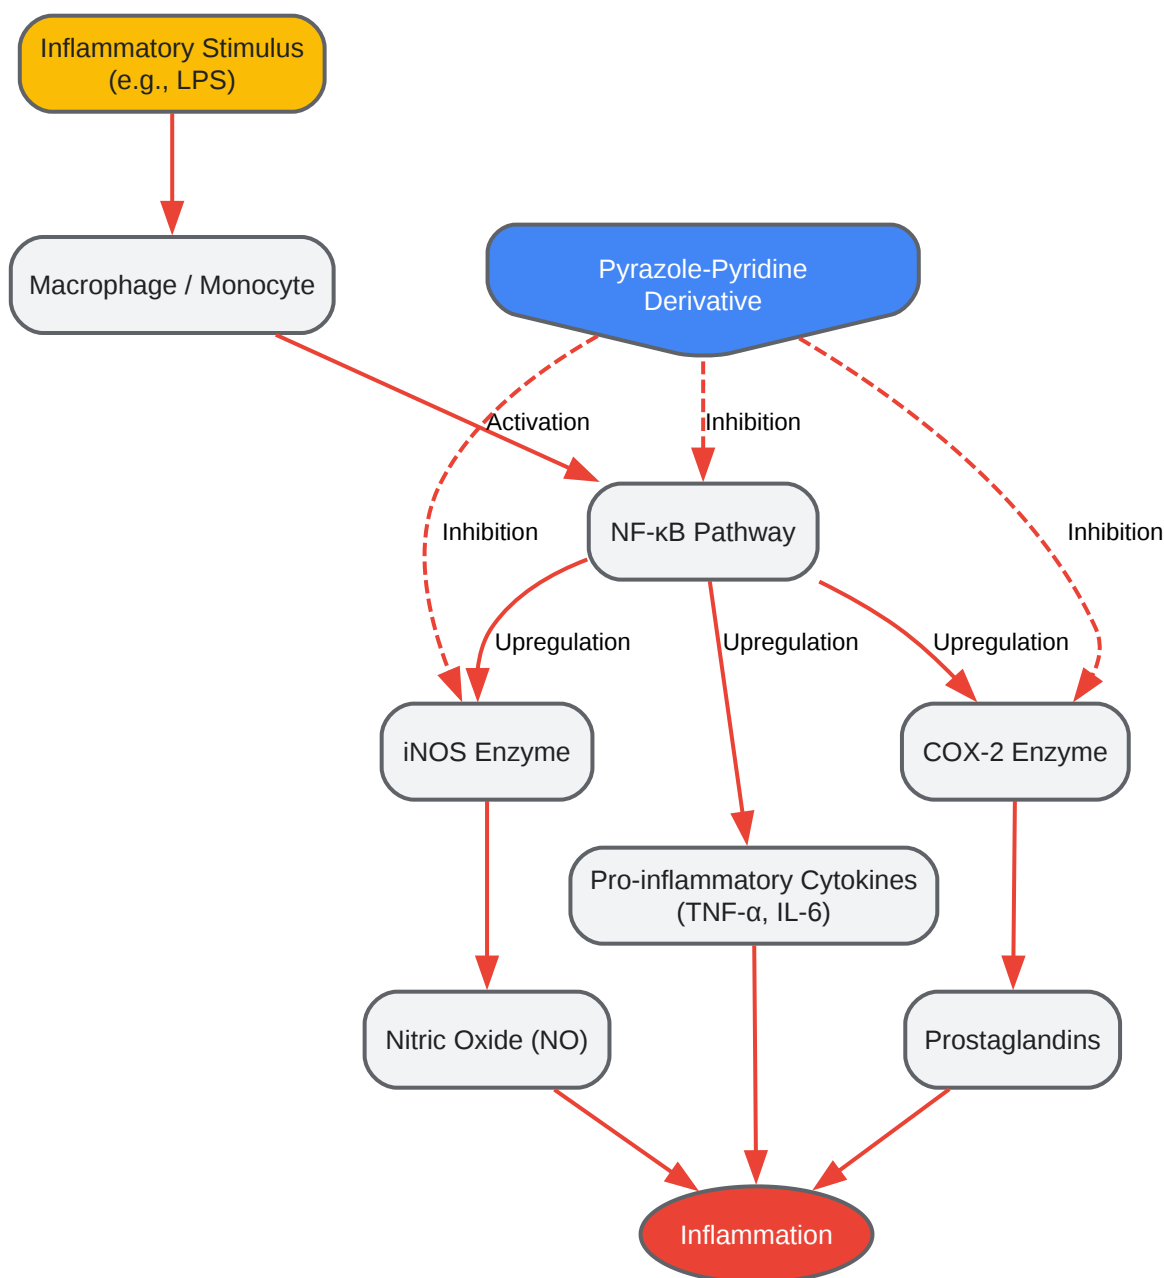 Inflammatory Stimulus
(e.g., LPS)
Macrophage / Monocyte
Pyrazole-Pyridine
Derivative
Activation
Inhibition
Inhibition
NF-κB Pathway
Inhibition
Upregulation
Upregulation
Upregulation
iNOS Enzyme
COX-2 Enzyme
Pro-inflammatory Cytokines
(TNF-α, IL-6)
Nitric Oxide (NO)
Prostaglandins
Inflammation